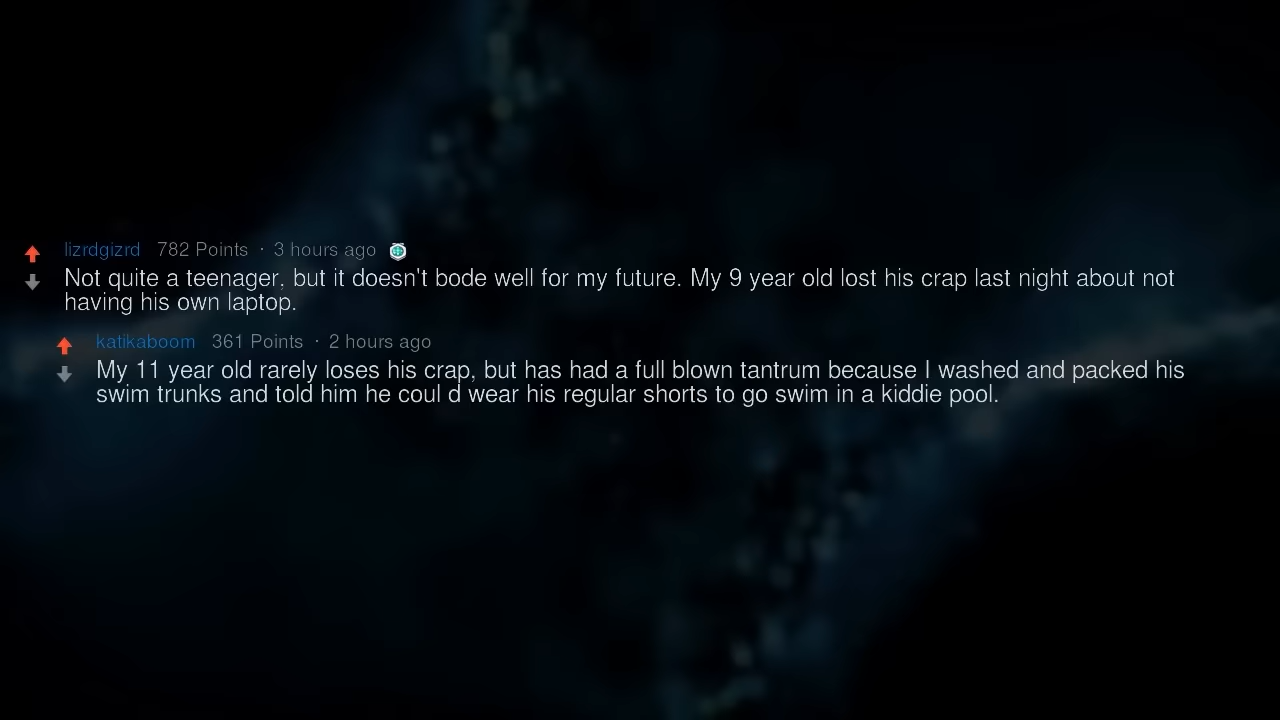 lizrdgizrd 782 Points · 3 hours ago
Not quite a teenager, but it doesn't bode well for my future. My 9 year old lost his crap last night about not
having his own laptop.
katikaboom 361 Points · 2 hours ago
My 11 year old rarely loses his crap, but has had a full blown tantrum because I washed and packed his
swim trunks and told him he coul d wear his regular shorts to go swim in a kiddie pool.